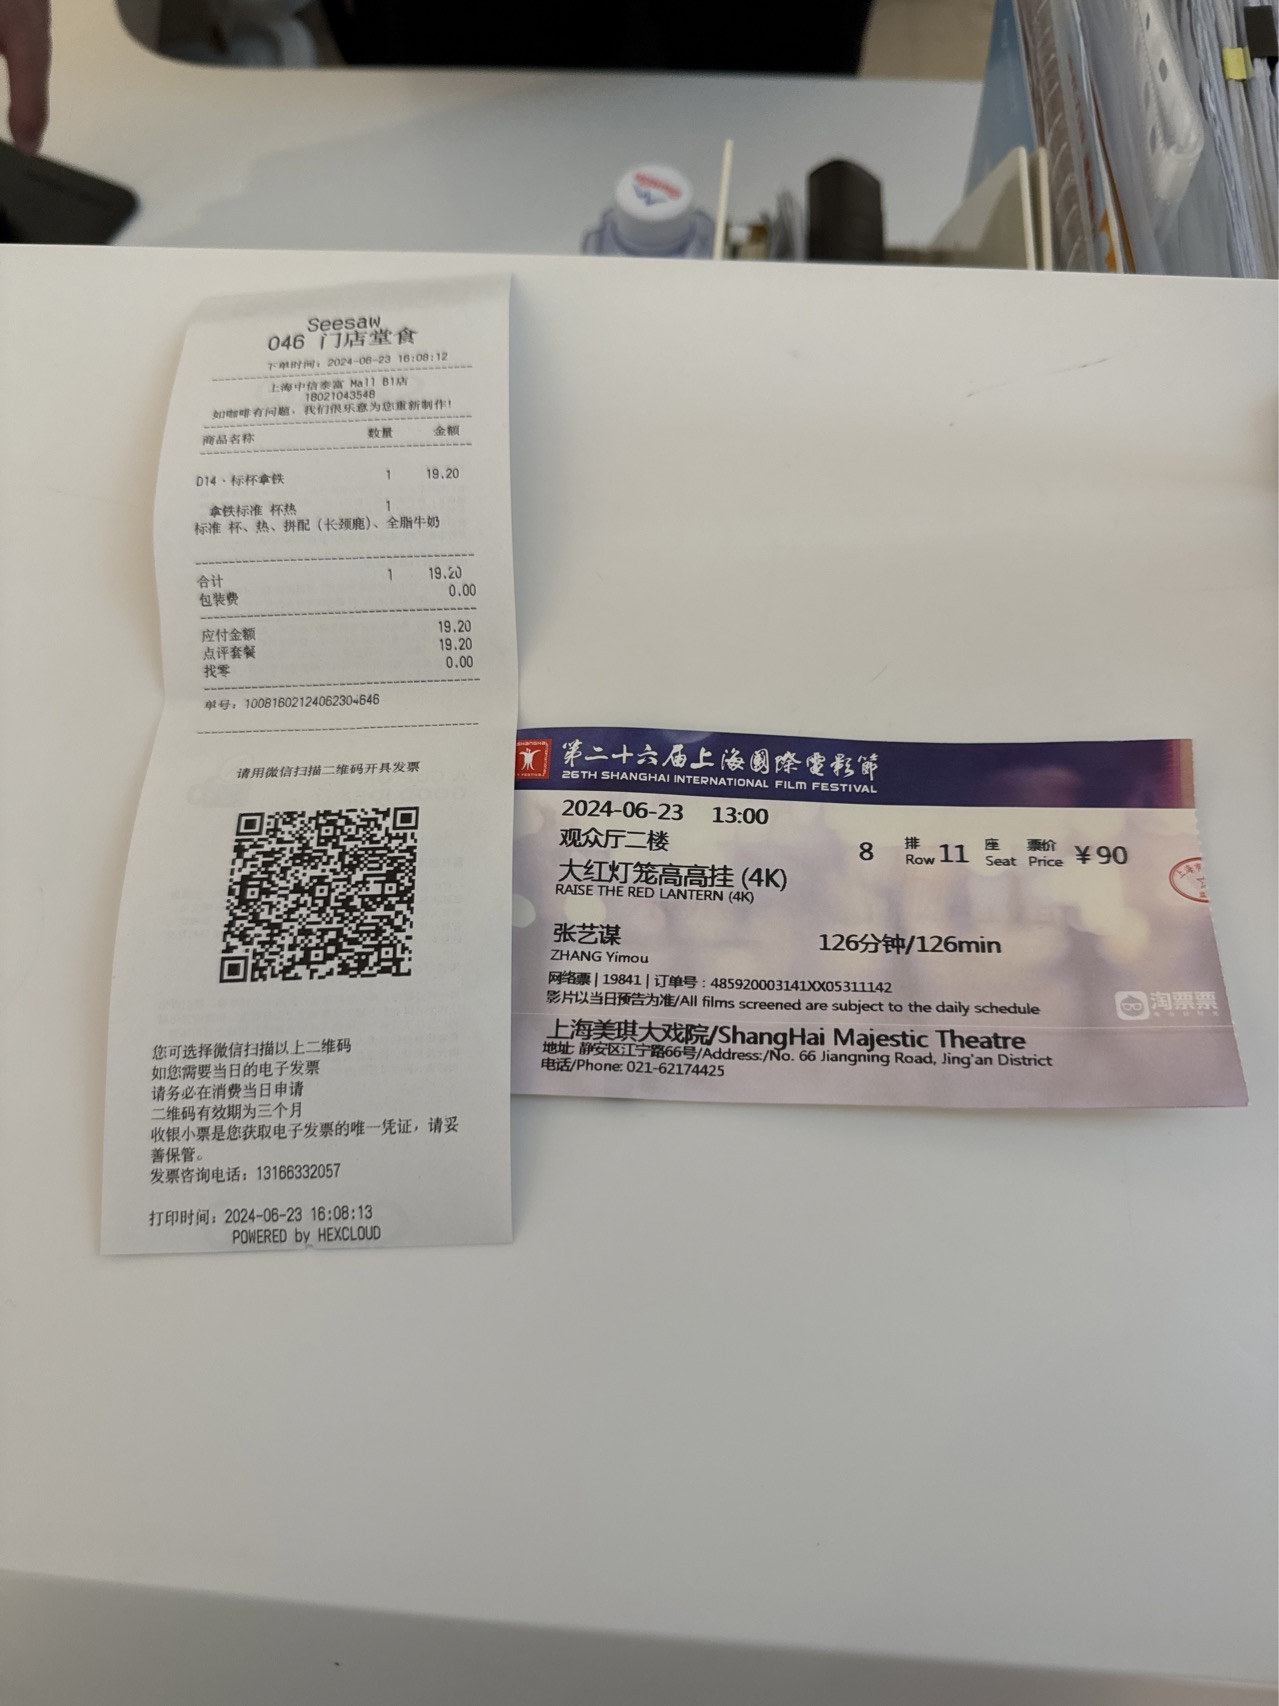 Seesaw
046 门店堂食
下单时间：2024-06-23 16:08:12
上海中信泰富 Mall B1店
18021043548
如咖啡有问题，我们很乐意为您重新制作！
商品名称 数量 金额
D14、标杯拿铁 1 19.20
拿铁标准 杯热 1
标准 杯、热、拼配（长颈鹿）、全脂牛奶
合计 1 19.20
包装费 0.00
应付金额 19.20
点评套餐 19.20
找零 0.00
单号：10081602124062304646
请用微信扫描二维码开具发票
您可选择微信扫描以上二维码
如您需要当日的电子发票
请务必在消费当日申请
二维码有效期为三个月
收银小票是您获取电子发票的唯一凭证，请妥
善保管。
发票咨询电话：13166332057
打印时间：2024-06-23 16:08:13
POWERED by HEXCLOUD
第二十六届上海國際電影節
26TH SHANGHAI INTERNATIONAL FILM FESTIVAL
2024-06-23 13:00
观众厅二楼
8 排 Row 11 座 Seat 票价 Price ¥90
大红灯笼高高挂 (4K)
RAISE THE RED LANTERN (4K)
张艺谋
ZHANG Yimou
126分钟/126min
网络票 | 19841 | 订单号：485920003141XX05311142
影片以当日预告为准/All films screened are subject to the daily schedule
淘票票
上海美琪大戏院/ShangHai Majestic Theatre
地址: 静安区江宁路66号/Address:/No. 66 Jiangning Road, Jing'an District
电话/Phone: 021-62174425